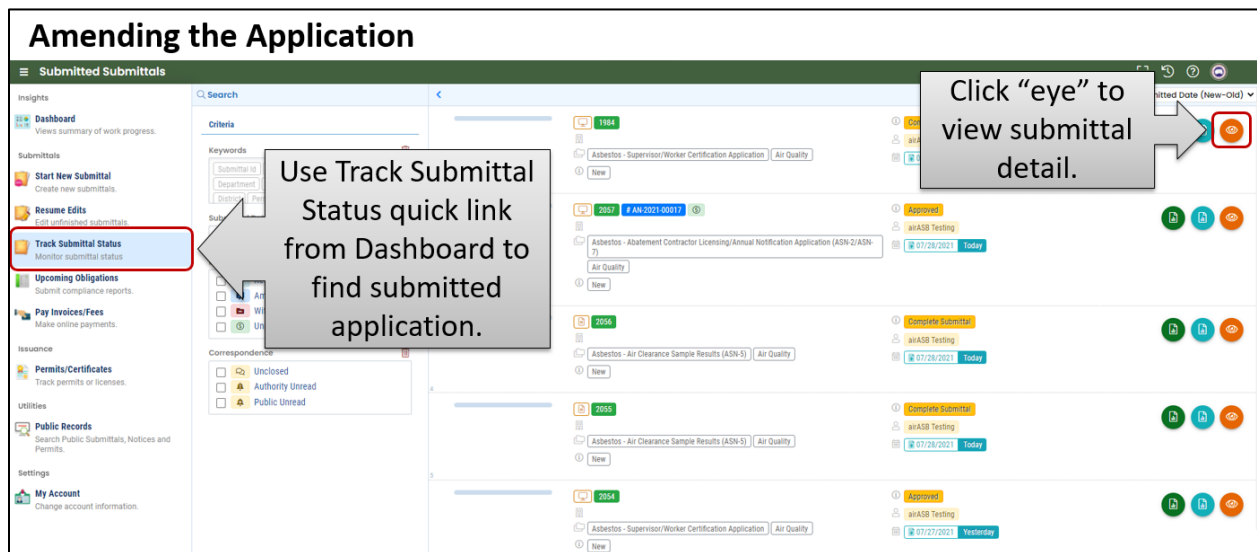 Amending the Application
Submitted Submittals
Insights
Dashboard
Views summary of work progress.
Submittals
Start New Submittal
Create new submittals.
Resume Edits
Edit unfinished submittals.
Track Submittal Status
Monitor submittal status
Upcoming Obligations
Submit compliance reports.
Pay Invoices/Fees
Make online payments.
Issuance
Permits/Certificates
Track permits or licenses.
Utilities
Public Records
Search Public Submittals, Notices and
Permits.
Settings
My Account
Change account information.
Search
Criteria
Keywords
Submittal Id
Department
District
Correspondence
Unclosed
Authority Unread
Public Unread
Use Track Submittal
Status quick link
from Dashboard to
find submitted
application.
Click “eye” to
view submittal
detail.
mitted Date (New-Old)
1984
Asbestos - Supervisor/Worker Certification Application Air Quality
New
2057 # AN-2021-00017
Asbestos - Abatement Contractor Licensing/Annual Notification Application (ASN-2/ASN-
7)
Air Quality
New
Approved
airASB Testing
07/28/2021 Today
4
2056
Asbestos - Air Clearance Sample Results (ASN-5) Air Quality
New
Complete Submittal
airASB Testing
07/28/2021 Today
5
2055
Asbestos - Air Clearance Sample Results (ASN-5) Air Quality
New
Complete Submittal
airASB Testing
07/28/2021 Today
2054
Asbestos - Supervisor/Worker Certification Application Air Quality
New
Approved
airASB Testing
07/27/2021 Yesterday